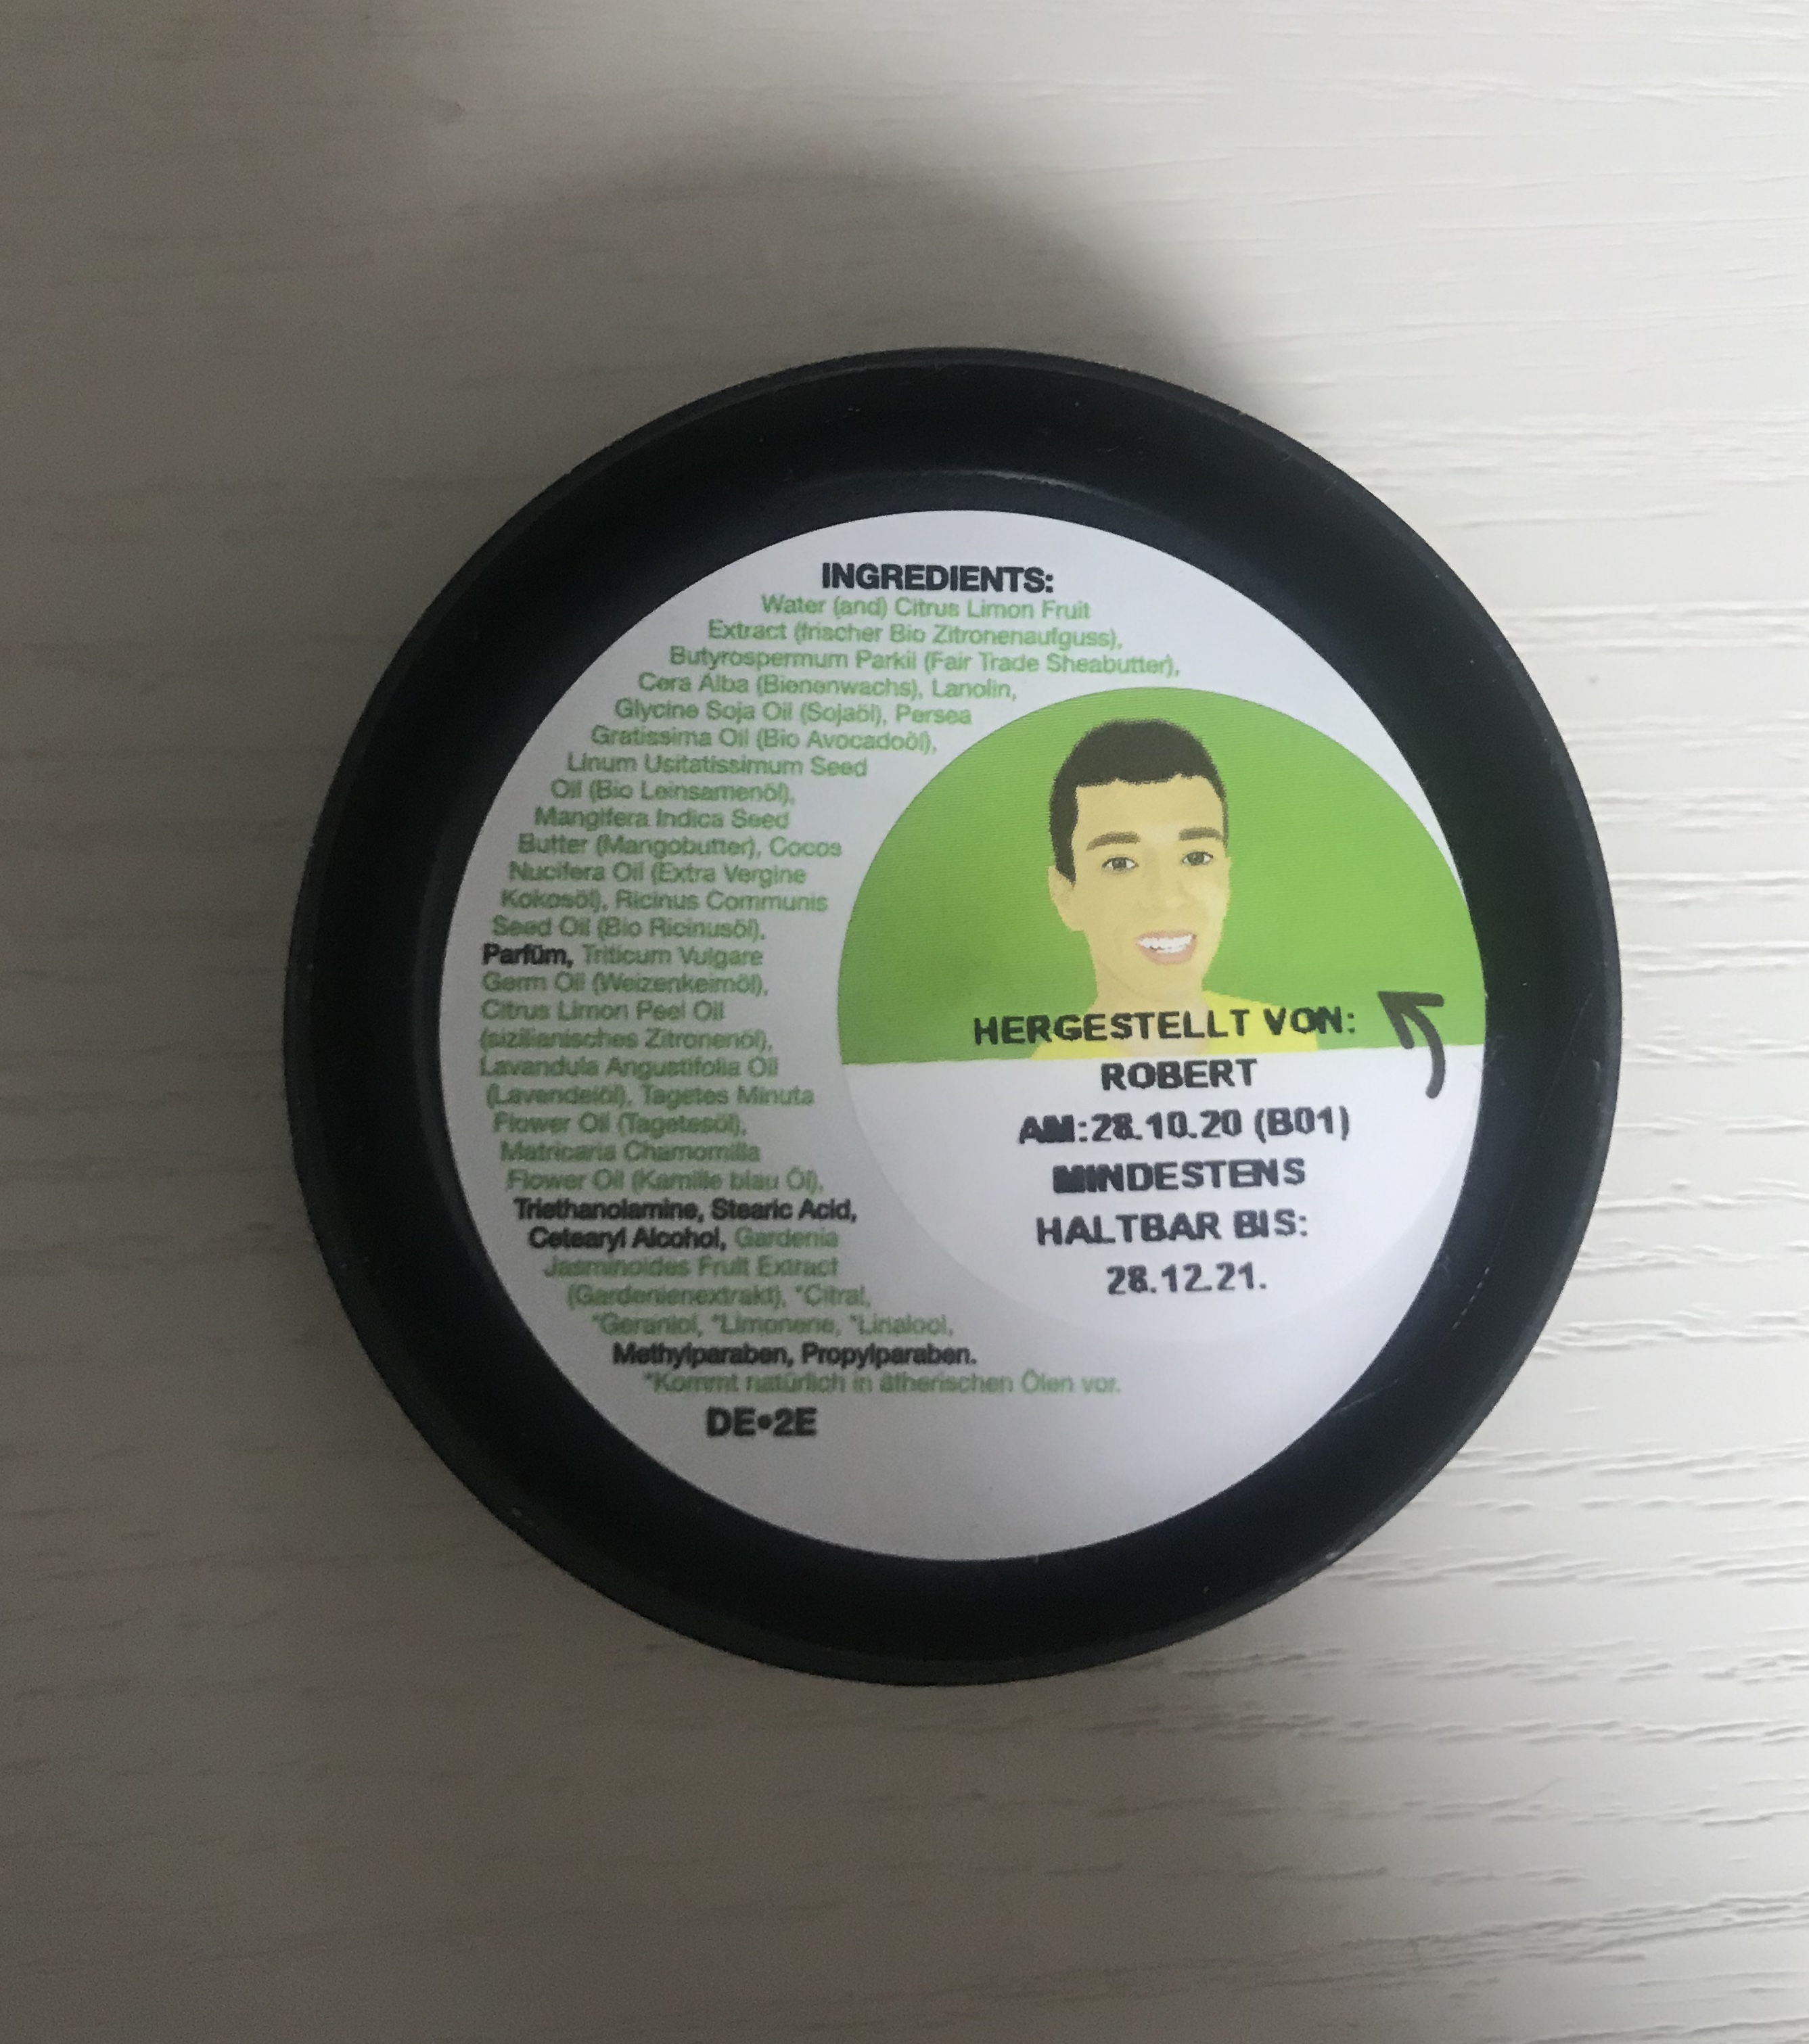 INGREDIENTS:
Water (and) Citrus Limon Fruit
Extract (frischer Bio Zitronenaufguss),
Butyrospermum Parkii (Fair Trade Sheabutter),
Cera Alba (Bienenwachs), Lanolin,
Glycine Soja Oil (Sojaöl), Persea
Gratissima Oil (Bio Avocadoöl),
Linum Usitatissimum Seed
Oil (Bio Leinsamenöl),
Mangifera Indica Seed
Butter (Mangobutter), Cocos
Nucifera Oil (Extra Vergine
Kokosöl), Ricinus Communis
Seed Oil (Bio Ricinusöl),
Parfüm, Triticum Vulgare
Germ Oil (Weizenkeimöl),
Citrus Limon Peel Oil
(sizilianisches Zitronenöl),
Lavandula Angustifolia Oil
(Lavendelöl), Tagetes Minuta
Flower Oil (Tagetesöl),
Matricaria Chamomilla
Flower Oil (Kamille blau Öl),
Triethanolamine, Stearic Acid,
Cetearyl Alcohol, Gardenia
Jasminoides Fruit Extract
(Gardenienextrakt), *Citral,
*Geraniol, *Limonene, *Linalool,
Methylparaben, Propylparaben.
*Kommt natürlich in ätherischen Ölen vor.
DE•2E
HERGESTELLT VON:
ROBERT
AM:28.10.20 (B01)
MINDESTENS
HALTBAR BIS:
28.12.21.